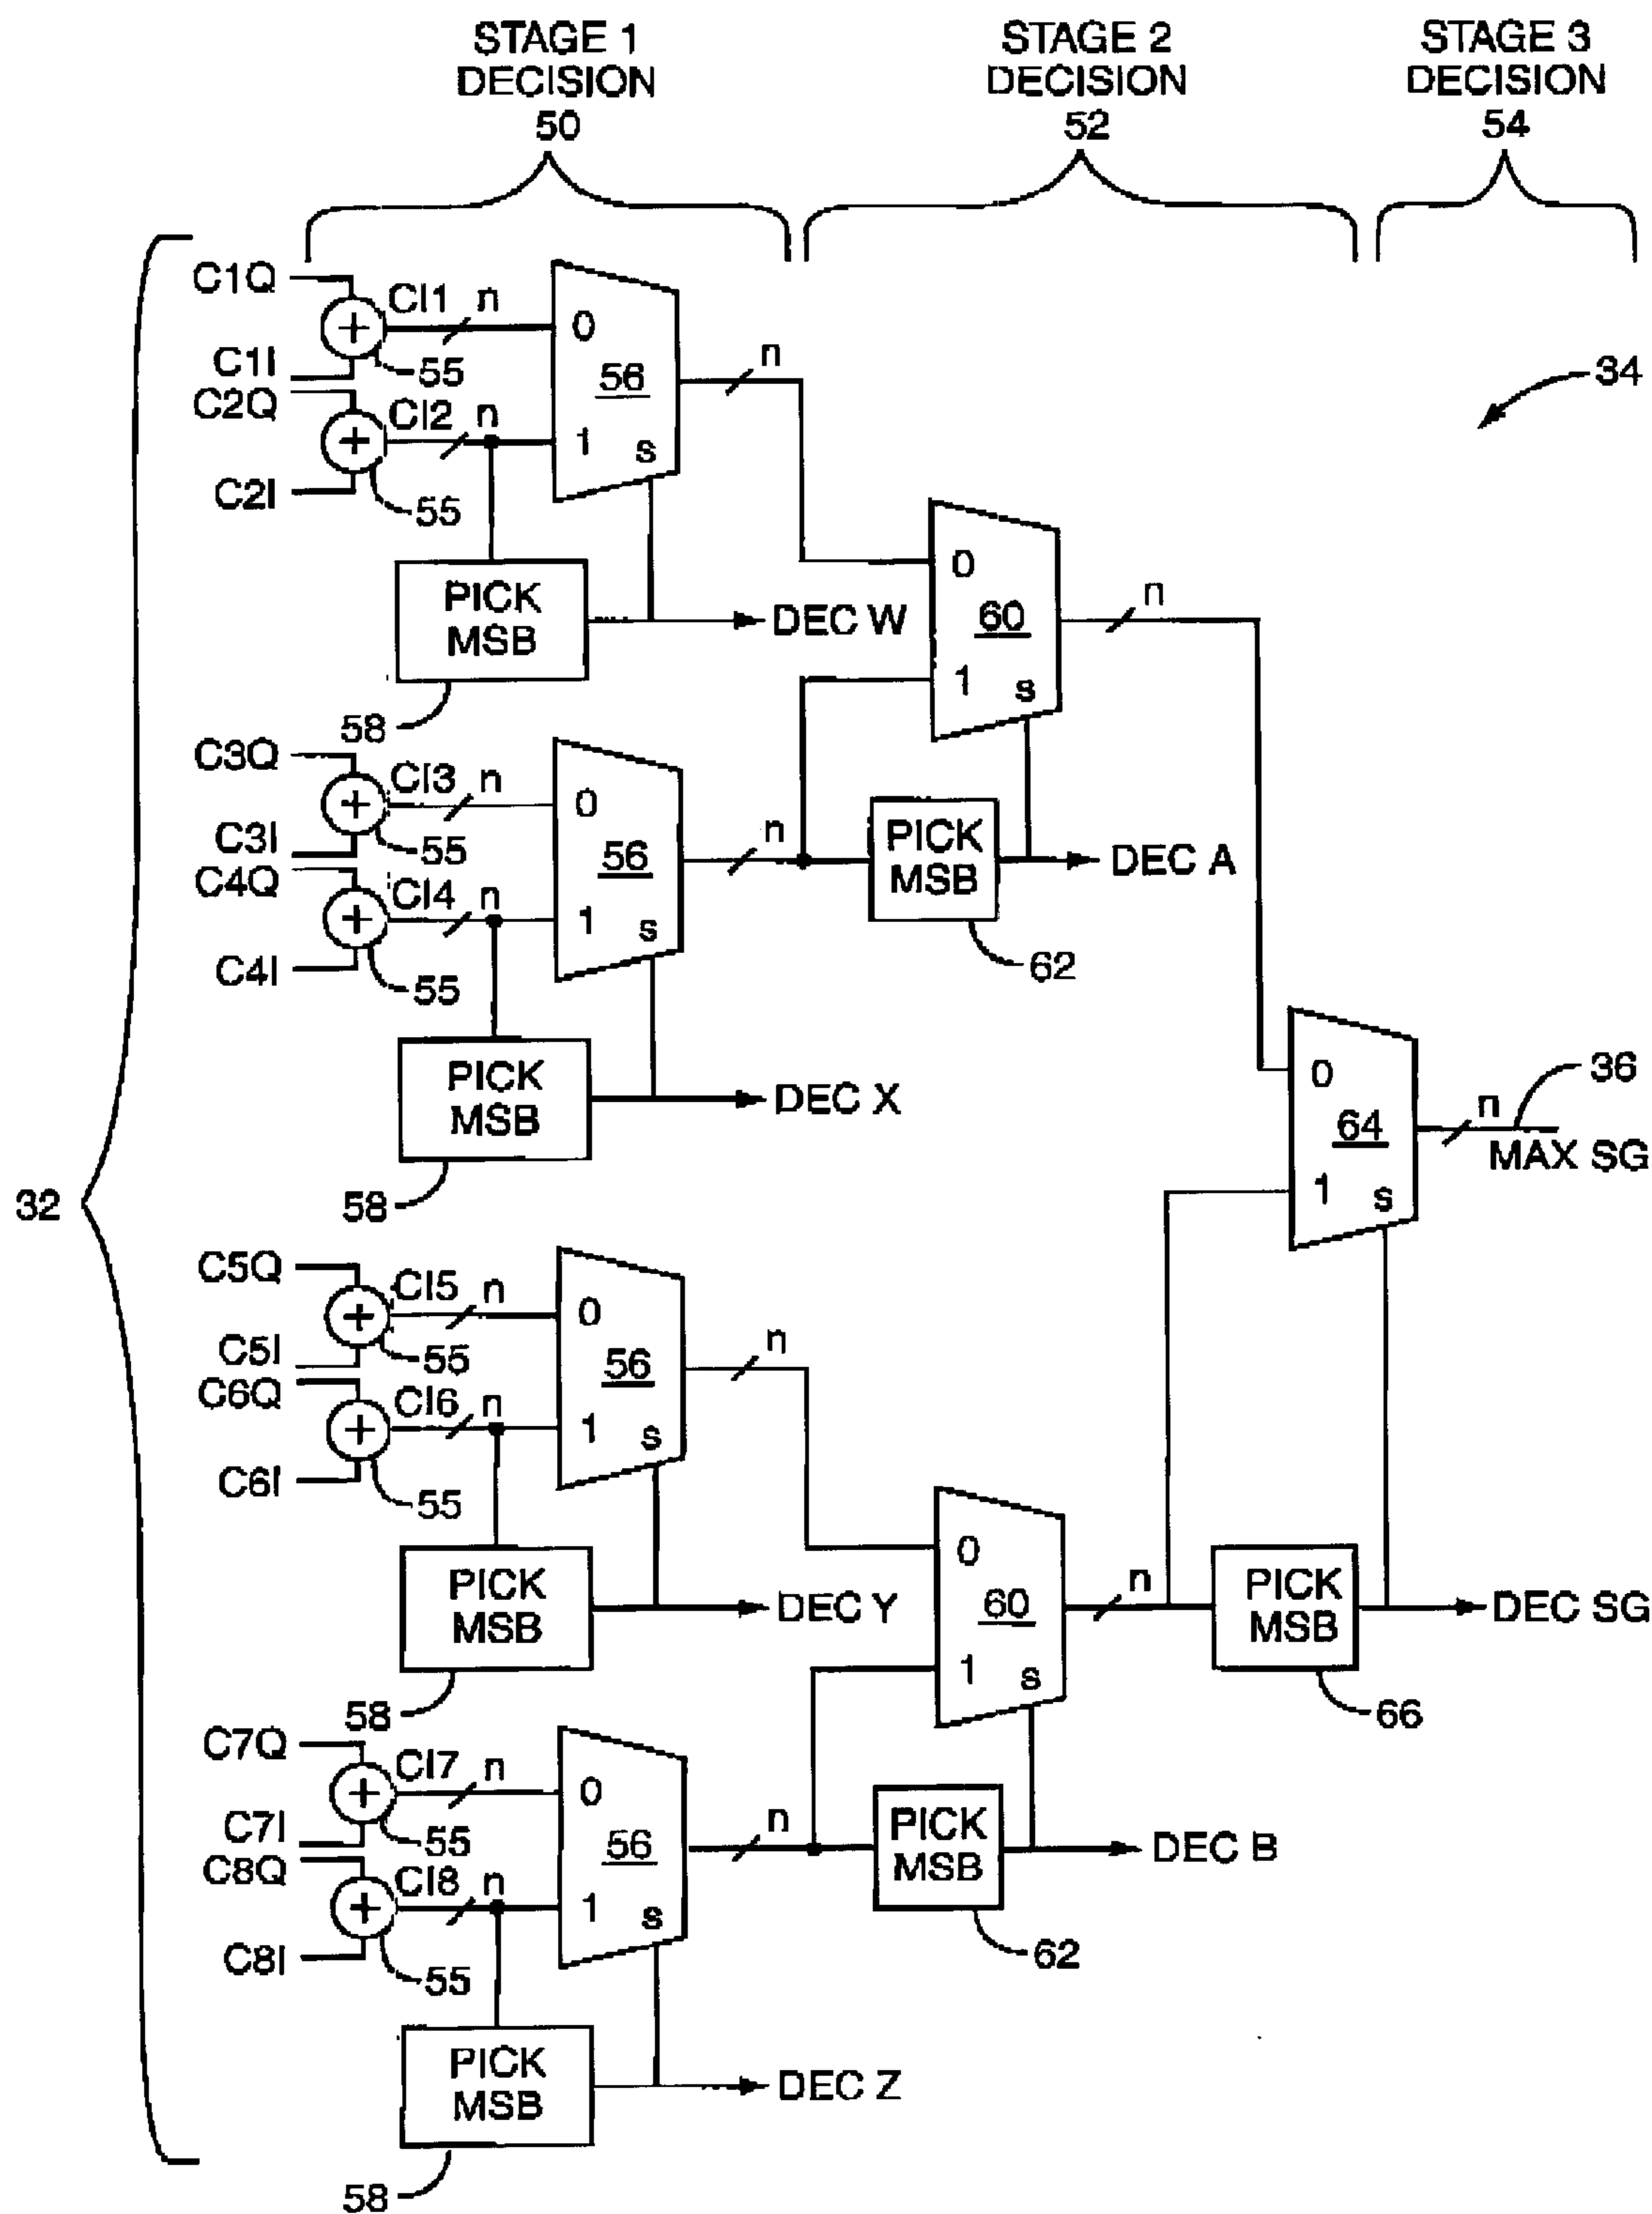 STAGE 1
DECISION
50
STAGE 2
DECISION
52
STAGE 3
DECISION
54
34
32
C1Q
C1I
CI1
n
55
C2Q
C2I
CI2
n
55
0
56
1
s
n
PICK
MSB
58
DEC W
C3Q
C3I
CI3
n
55
C4Q
C4I
CI4
n
55
0
56
1
s
n
PICK
MSB
58
DEC X
0
60
1
s
n
PICK
MSB
62
DEC A
C5Q
C5I
CI5
n
55
C6Q
C6I
CI6
n
55
0
56
1
s
n
PICK
MSB
58
DEC Y
C7Q
C7I
CI7
n
55
C8Q
C8I
CI8
n
55
0
56
1
s
n
PICK
MSB
58
DEC Z
0
60
1
s
n
PICK
MSB
62
DEC B
0
64
1
s
n
36
MAX SG
PICK
MSB
66
DEC SG